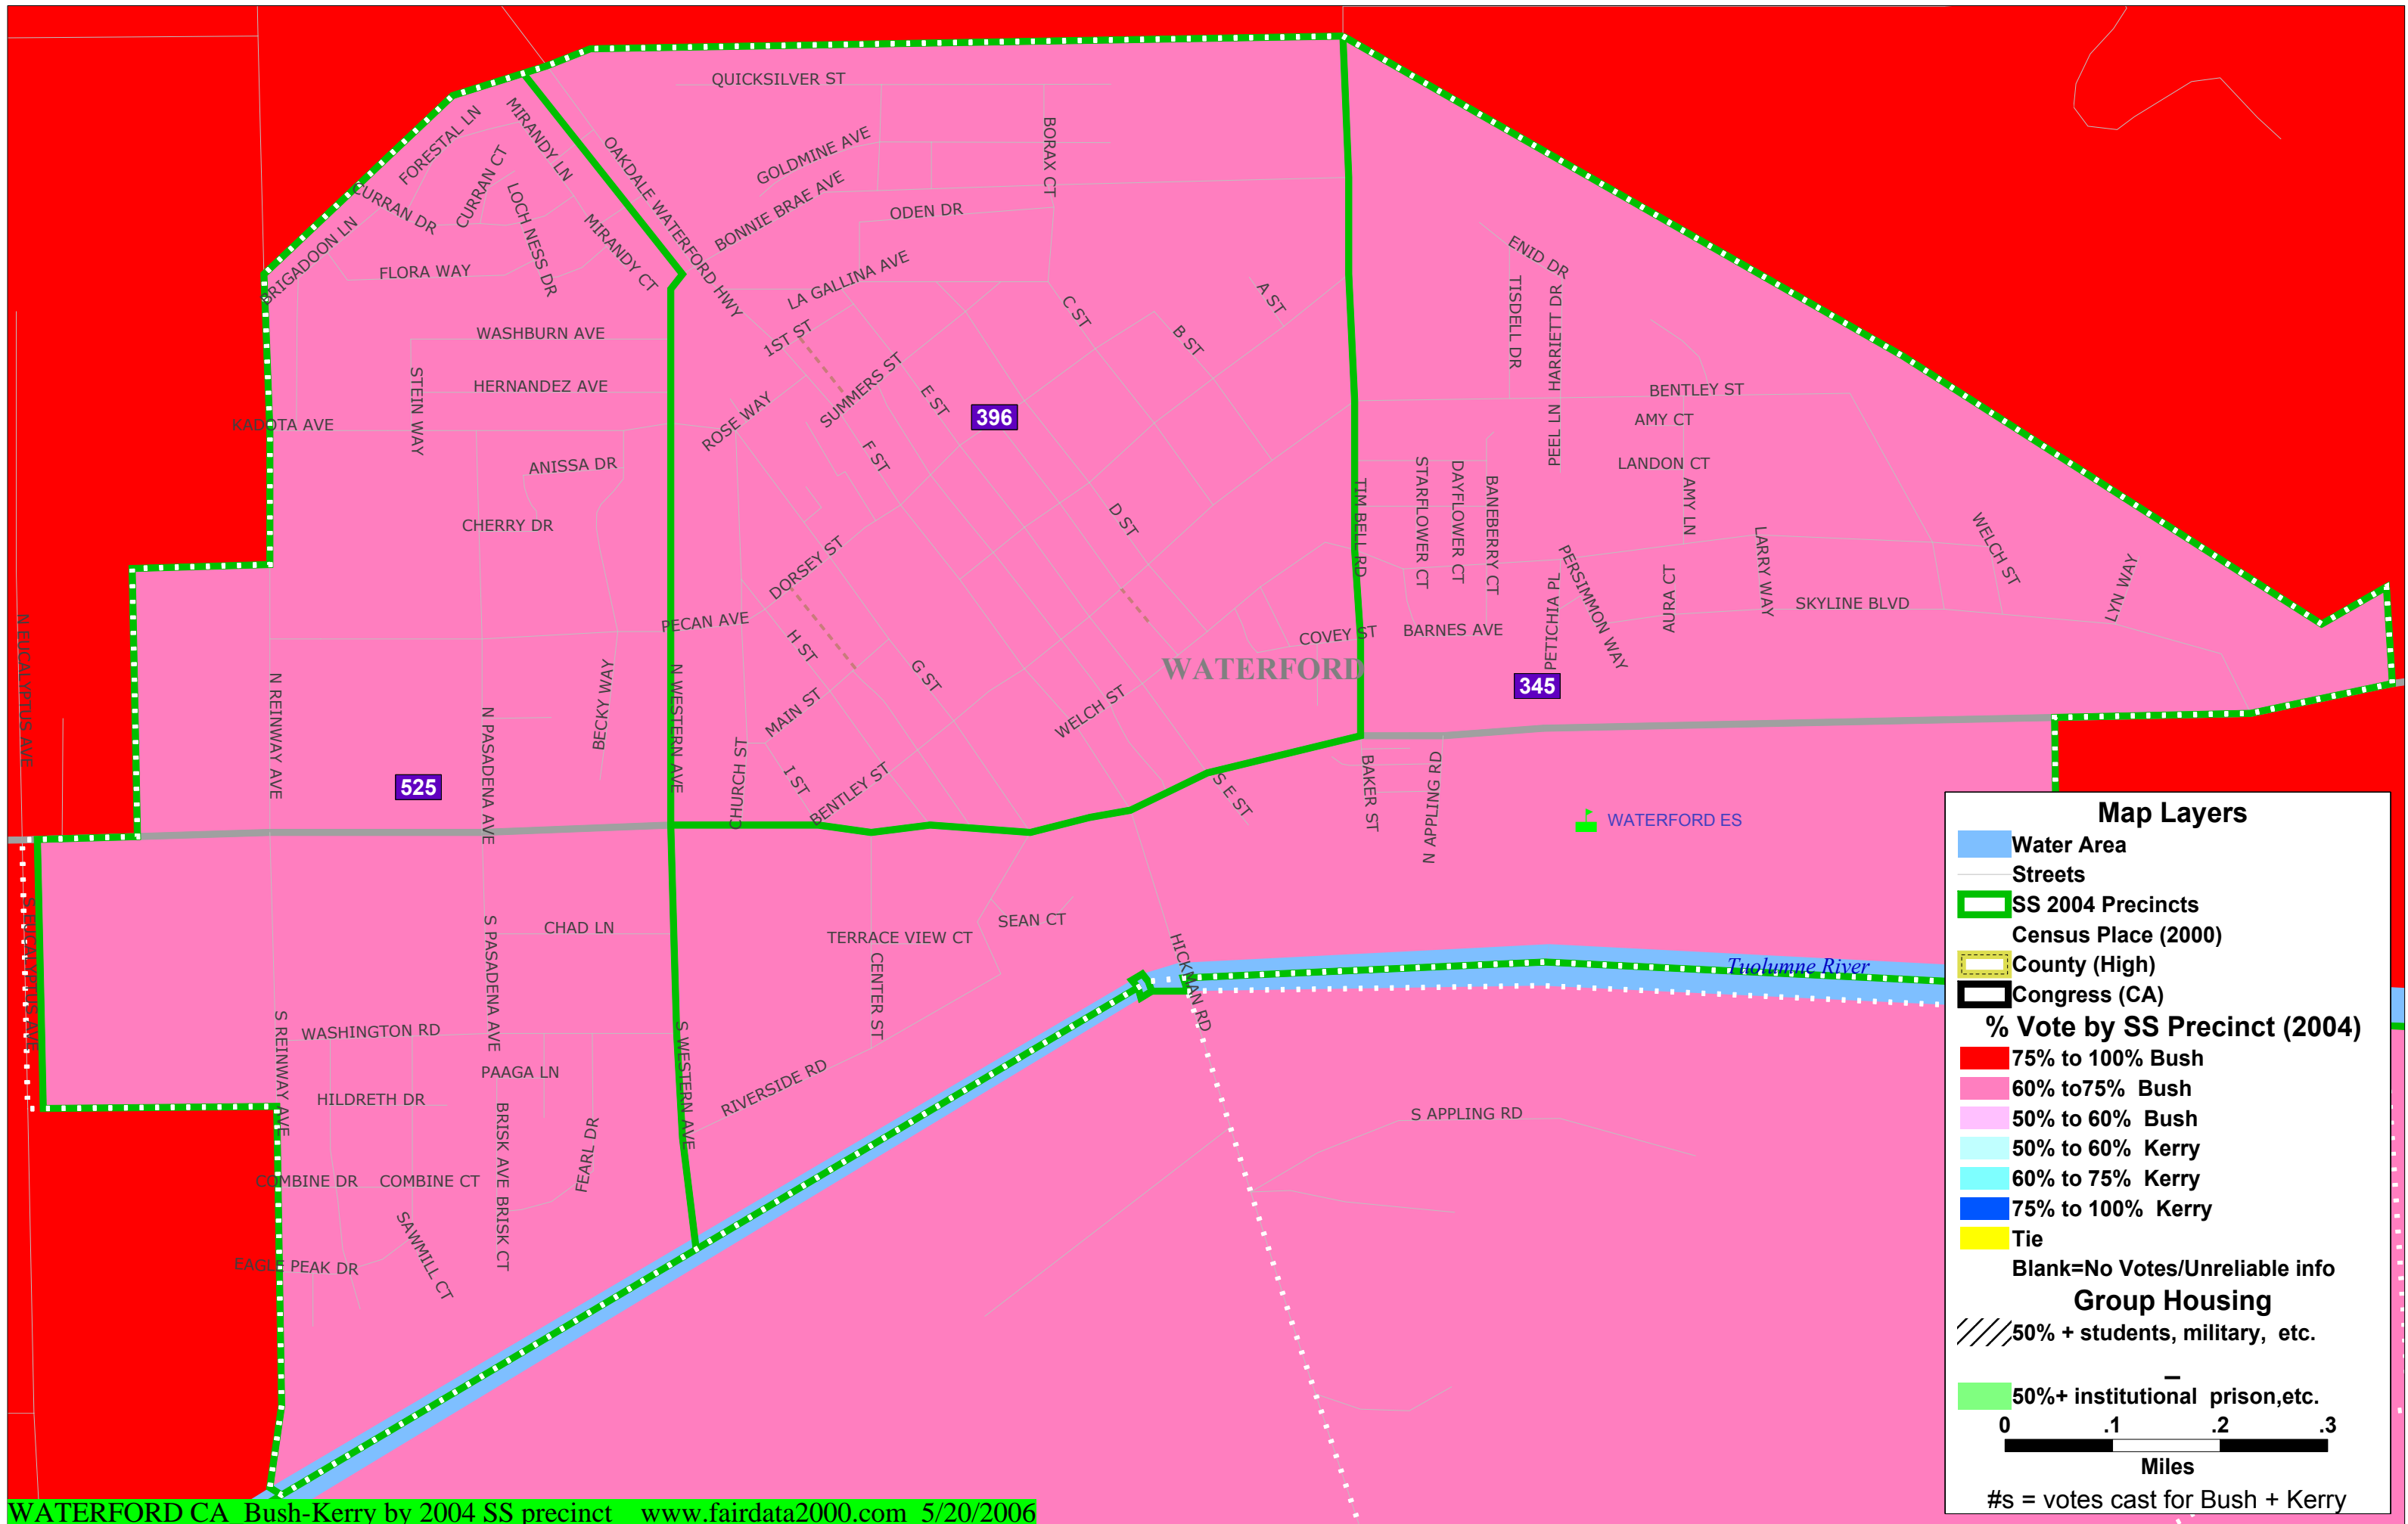 QUICKSILVER ST
FORESTAL LN
MIRANDY LN
BORAX CT
GOLDMINE AVE
OAKDALE WATERFORD HWY
CURRAN CT
CURRAN DR
LOCH NESS DR
BONNIE BRAE AVE
ODEN DR
MIRANDY CT
BRIGADOON LN
FLORA WAY
ENID DR
LA GALLINA AVE
A ST
C ST
TISDELL DR
HARRIETT DR
WASHBURN AVE
1ST ST
B ST
SUMMERS ST
STEIN WAY
HERNANDEZ AVE
E ST
BENTLEY ST
KADOTA AVE
ROSE WAY
396
AMY CT
PEEL LN
F ST
ANISSA DR
LANDON CT
STARFLOWER CT
DAYFLOWER CT
BANEBERRY CT
TIM BELL RD
AMY LN
CHERRY DR
D ST
WELCH ST
LARRY WAY
DORSEY ST
PERSIMMON WAY
LYN WAY
PETICHIA PL
AURA CT
SKYLINE BLVD
N EUCALYPTUS AVE
PECAN AVE
COVEY ST
BARNES AVE
H ST
G ST
WATERFORD
345
N REINWAY AVE
N PASADENA AVE
BECKY WAY
N WESTERN AVE
MAIN ST
WELCH ST
525
CHURCH ST
I ST
BENTLEY ST
S E ST
BAKER ST
N APPLING RD
WATERFORD ES
S EUCALYPTUS AVE
S PASADENA AVE
CHAD LN
TERRACE VIEW CT
SEAN CT
CENTER ST
HICKMAN RD
Tuolumne River
S REINWAY AVE
WASHINGTON RD
S WESTERN AVE
PAAGA LN
RIVERSIDE RD
HILDRETH DR
BRISK AVE
FEARL DR
S APPLING RD
COMBINE DR
COMBINE CT
BRISK CT
SAWMILL CT
EAGLE PEAK DR
Map Layers
Water Area
Streets
SS 2004 Precincts
Census Place (2000)
County (High)
Congress (CA)
% Vote by SS Precinct (2004)
75% to 100% Bush
60% to75% Bush
50% to 60% Bush
50% to 60% Kerry
60% to 75% Kerry
75% to 100% Kerry
Tie
Blank=No Votes/Unreliable info
Group Housing
50% + students, military, etc.
50%+ institutional prison,etc.
0 .1 .2 .3
Miles
#s = votes cast for Bush + Kerry
WATERFORD CA Bush-Kerry by 2004 SS precinct www.fairdata2000.com 5/20/2006